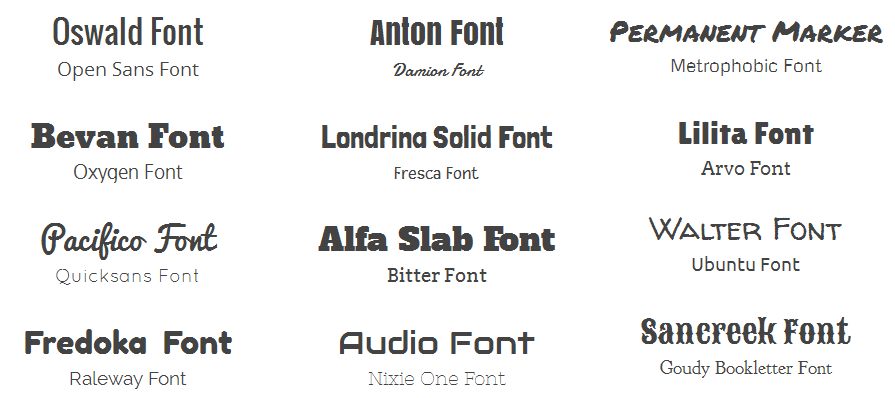 Oswald Font
Open Sans Font
Anton Font
Damion Font
Permanent Marker
Metrophobic Font
Bevan Font
Oxygen Font
Londrina Solid Font
Fresca Font
Lilita Font
Arvo Font
Pacifico Font
Quicksans Font
Alfa Slab Font
Bitter Font
Walter Font
Ubuntu Font
Fredoka Font
Raleway Font
Audio Font
Nixie One Font
Sancreek Font
Goudy Bookletter Font